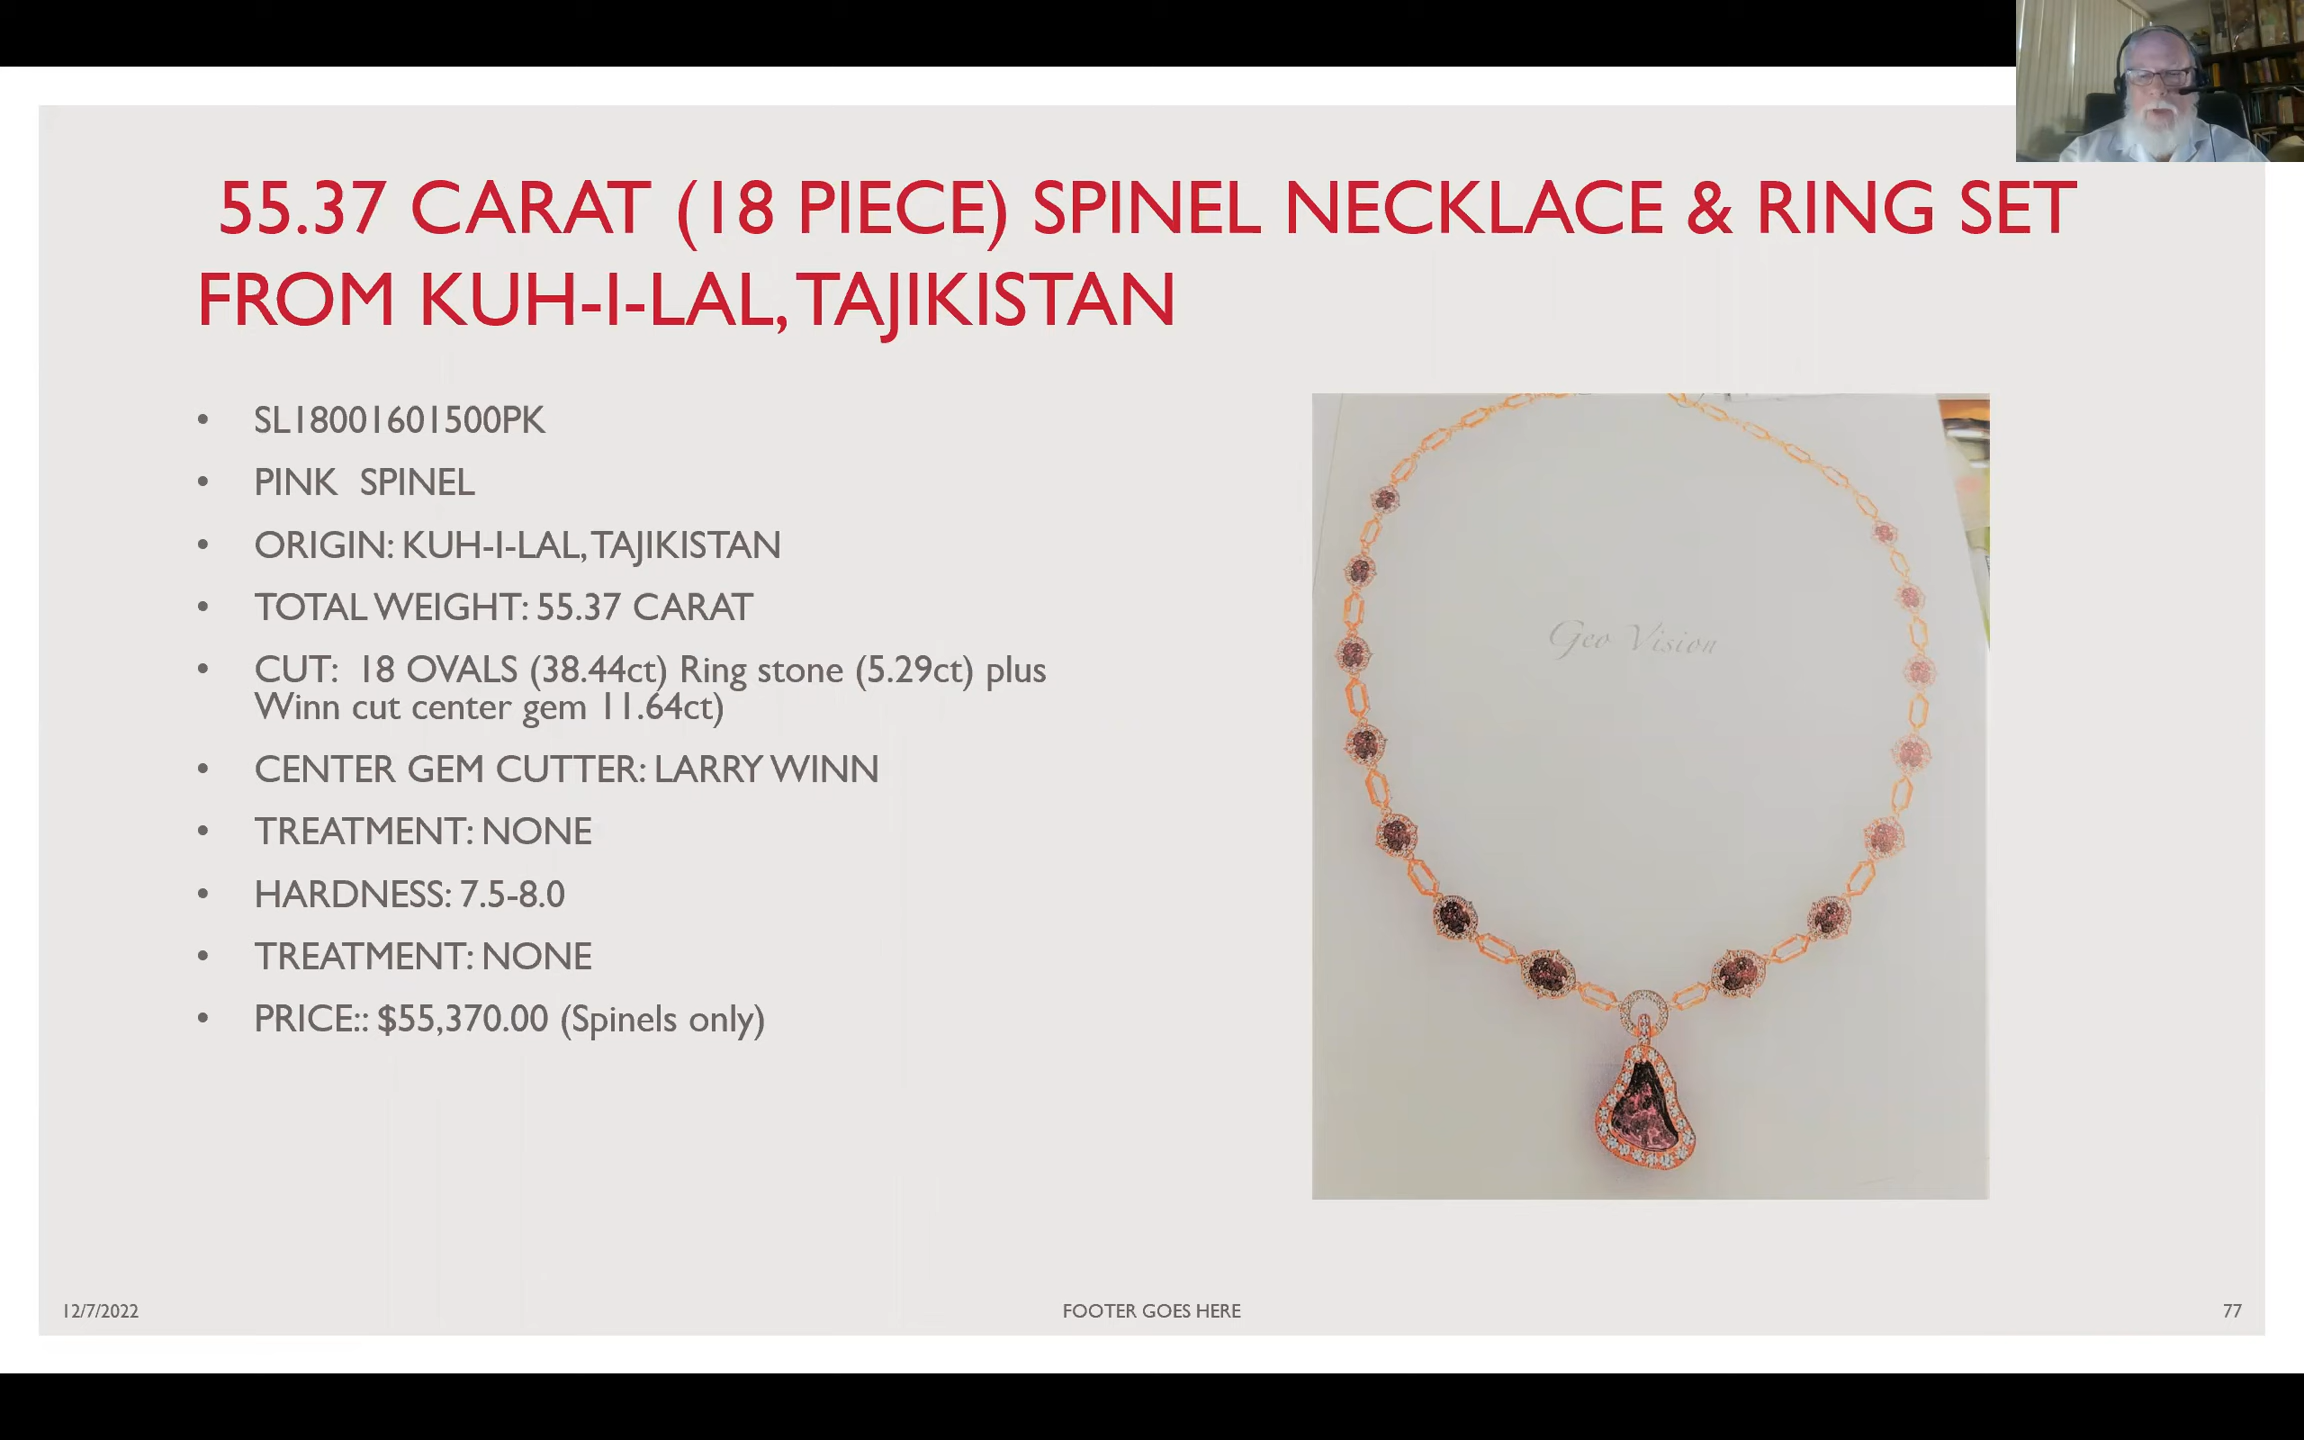 55.37 CARAT (18 PIECE) SPINEL NECKLACE & RING SET
FROM KUH-I-LAL, TAJIKISTAN
• SL18001601500PK
• PINK SPINEL
• ORIGIN: KUH-I-LAL, TAJIKISTAN
• TOTAL WEIGHT: 55.37 CARAT
• CUT: 18 OVALS (38.44ct) Ring stone (5.29ct) plus
Winn cut center gem 11.64ct)
• CENTER GEM CUTTER: LARRY WINN
• TREATMENT: NONE
• HARDNESS: 7.5-8.0
• TREATMENT: NONE
• PRICE:: $55,370.00 (Spinels only)
Geo Vision
12/7/2022
FOOTER GOES HERE
77